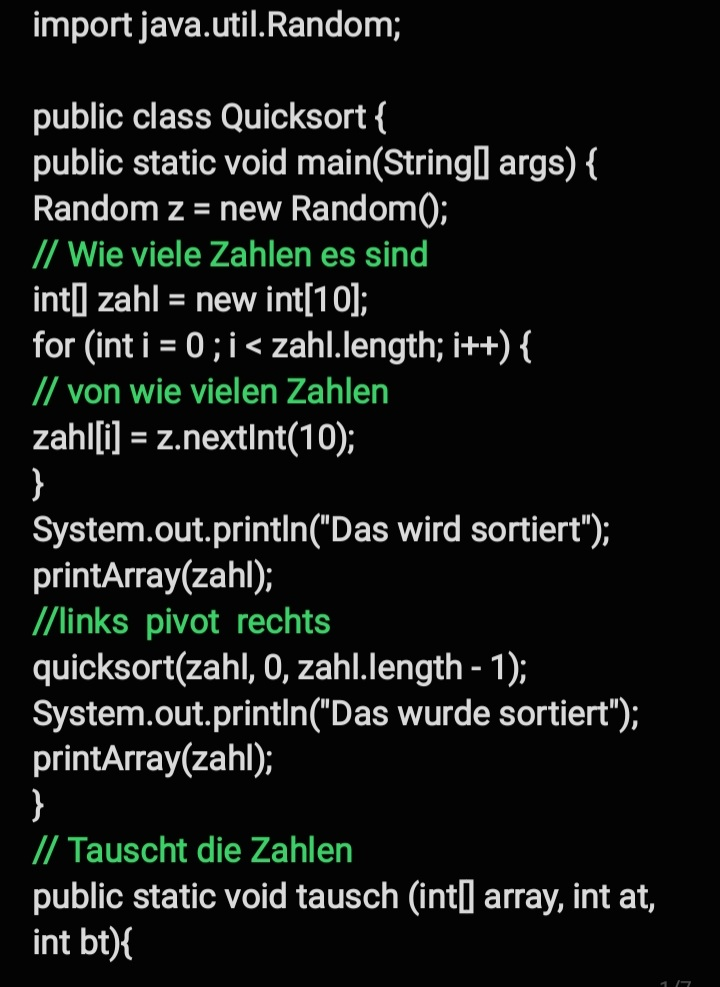 import java.util.Random;
public class Quicksort {
public static void main(String[] args) {
Random z = new Random();
// Wie viele Zahlen es sind
int[] zahl = new int[10];
for (int i = 0 ; i < zahl.length; i++) {
// von wie vielen Zahlen
zahl[i] = z.nextInt(10);
}
System.out.println("Das wird sortiert");
printArray(zahl);
//links  pivot  rechts
quicksort(zahl, 0, zahl.length - 1);
System.out.println("Das wurde sortiert");
printArray(zahl);
}
// Tauscht die Zahlen
public static void tausch (int[] array, int at,
int bt){